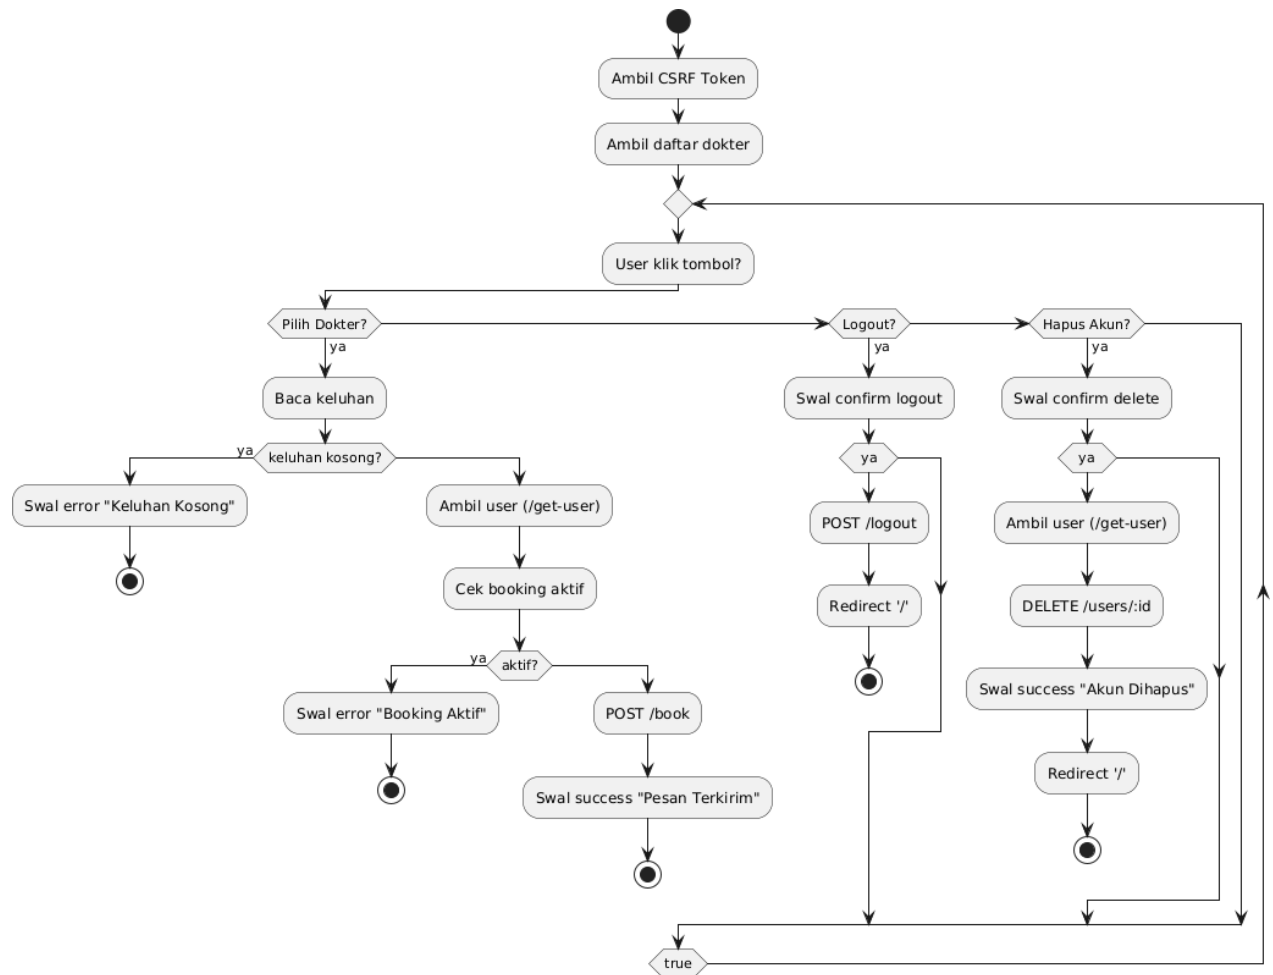 Ambil CSRF Token
Ambil daftar dokter
User klik tombol?
Pilih Dokter?
ya
Baca keluhan
keluhan kosong?
ya
Swal error "Keluhan Kosong"
Ambil user (/get-user)
Cek booking aktif
aktif?
ya
Swal error "Booking Aktif"
POST /book
Swal success "Pesan Terkirim"
Logout?
ya
Swal confirm logout
ya
POST /logout
Redirect '/'
Hapus Akun?
ya
Swal confirm delete
ya
Ambil user (/get-user)
DELETE /users/:id
Swal success "Akun Dihapus"
Redirect '/'
true